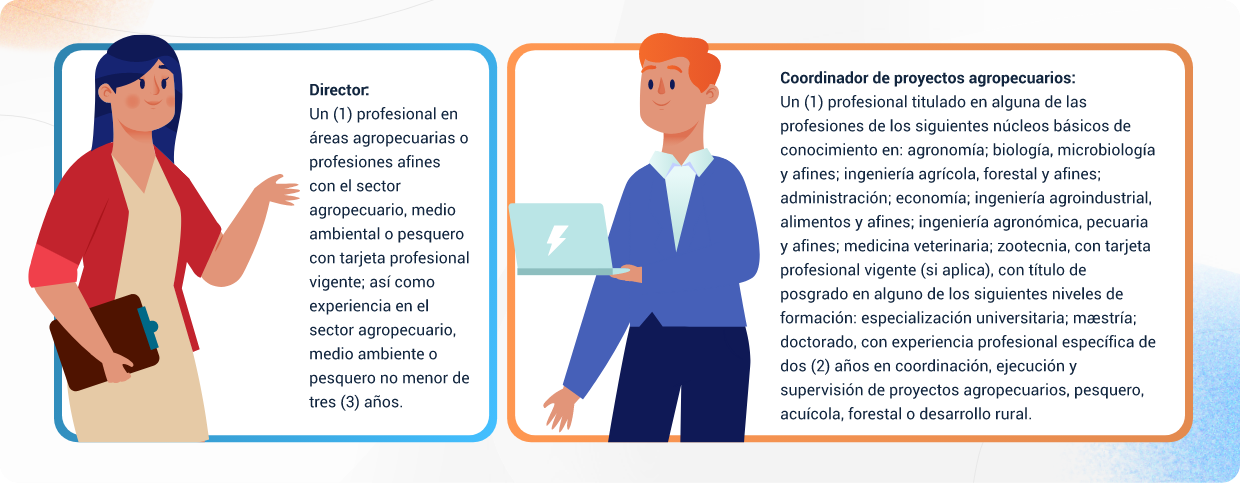 Director:
Un (1) profesional en
áreas agropecuarias o
profesiones afines
con el sector
agropecuario, medio
ambiental o pesquero
con tarjeta profesional
vigente; así como
experiencia en el
sector agropecuario,
medio ambiente o
pesquero no menor de
tres (3) años.
Coordinador de proyectos agropecuarios:
Un (1) profesional titulado en alguna de las
profesiones de los siguientes núcleos básicos de
conocimiento en: agronomía; biología, microbiología
y afines; ingeniería agrícola, forestal y afines;
administración; economía; ingeniería agroindustrial,
alimentos y afines; ingeniería agronómica, pecuaria
y afines; medicina veterinaria; zootecnia, con tarjeta
profesional vigente (si aplica), con título de
posgrado en alguno de los siguientes niveles de
formación: especialización universitaria; mæstría;
doctorado, con experiencia profesional específica de
dos (2) años en coordinación, ejecución y
supervisión de proyectos agropecuarios, pesquero,
acuícola, forestal o desarrollo rural.